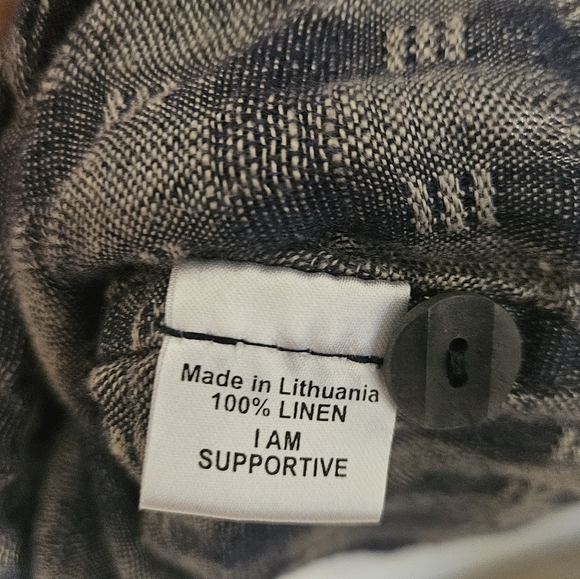 Made in Lithuania
100% LINEN
I AM
SUPPORTIVE